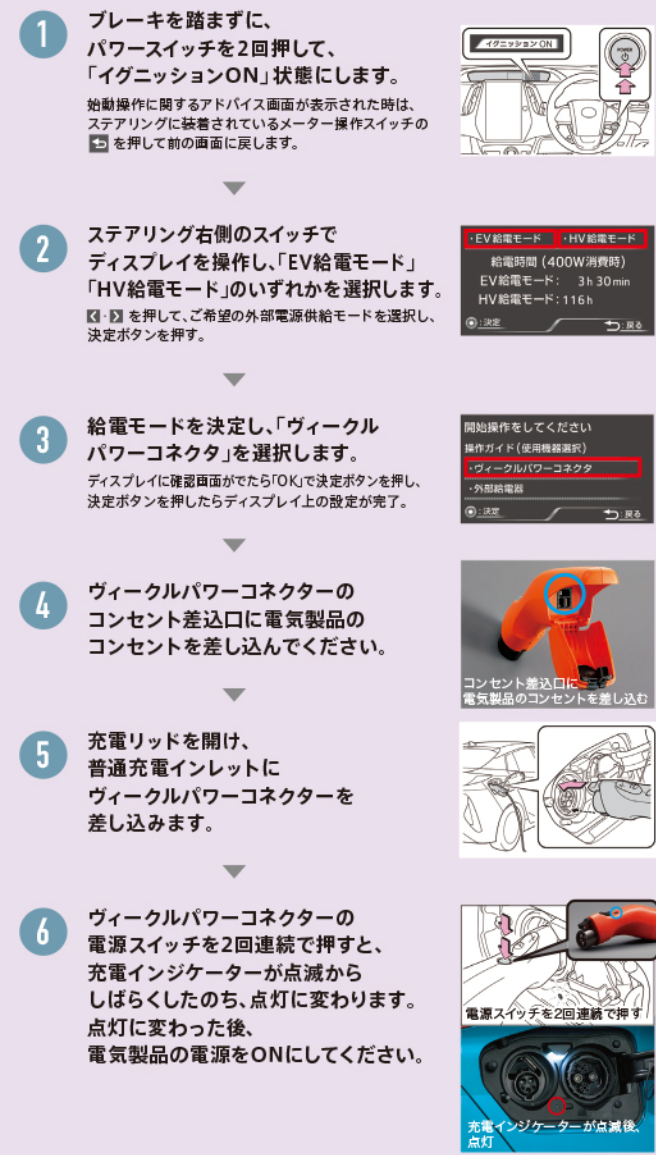 1
ブレーキを踏まずに、
パワースイッチを2回押して、
「イグニッションON」状態にします。
始動操作に関するアドバイス画面が表示された時は、
ステアリングに装着されているメーター操作スイッチの
を押して前の画面に戻します。
イグニッションON
POWER
2
ステアリング右側のスイッチで
ディスプレイを操作し、「EV給電モード」
「HV給電モード」のいずれかを選択します。
・を押して、ご希望の外部電源供給モードを選択し、
決定ボタンを押す。
・EV給電モード ・HV給電モード
給電時間(400W消費時)
EV給電モード: 3h30min
HV給電モード:116h
:決定 :戻る
3
給電モードを決定し、「ヴィークル
パワーコネクタ」を選択します。
ディスプレイに確認画面がでたら「OK」で決定ボタンを押し、
決定ボタンを押したらディスプレイ上の設定が完了。
開始操作をしてください
操作ガイド(使用機器選択)
・ヴィークルパワーコネクタ
・外部給電器
:決定 :戻る
4
ヴィークルパワーコネクターの
コンセント差込口に電気製品の
コンセントを差し込んでください。
コンセント差込口に
電気製品のコンセントを差し込む
5
充電リッドを開け、
普通充電インレットに
ヴィークルパワーコネクターを
差し込みます。
6
ヴィークルパワーコネクターの
電源スイッチを2回連続で押すと、
充電インジケーターが点滅から
しばらくしたのち、点灯に変わります。
点灯に変わった後、
電気製品の電源をONにしてください。
電源スイッチを2回連続で押す
充電インジケーターが点滅後、
点灯